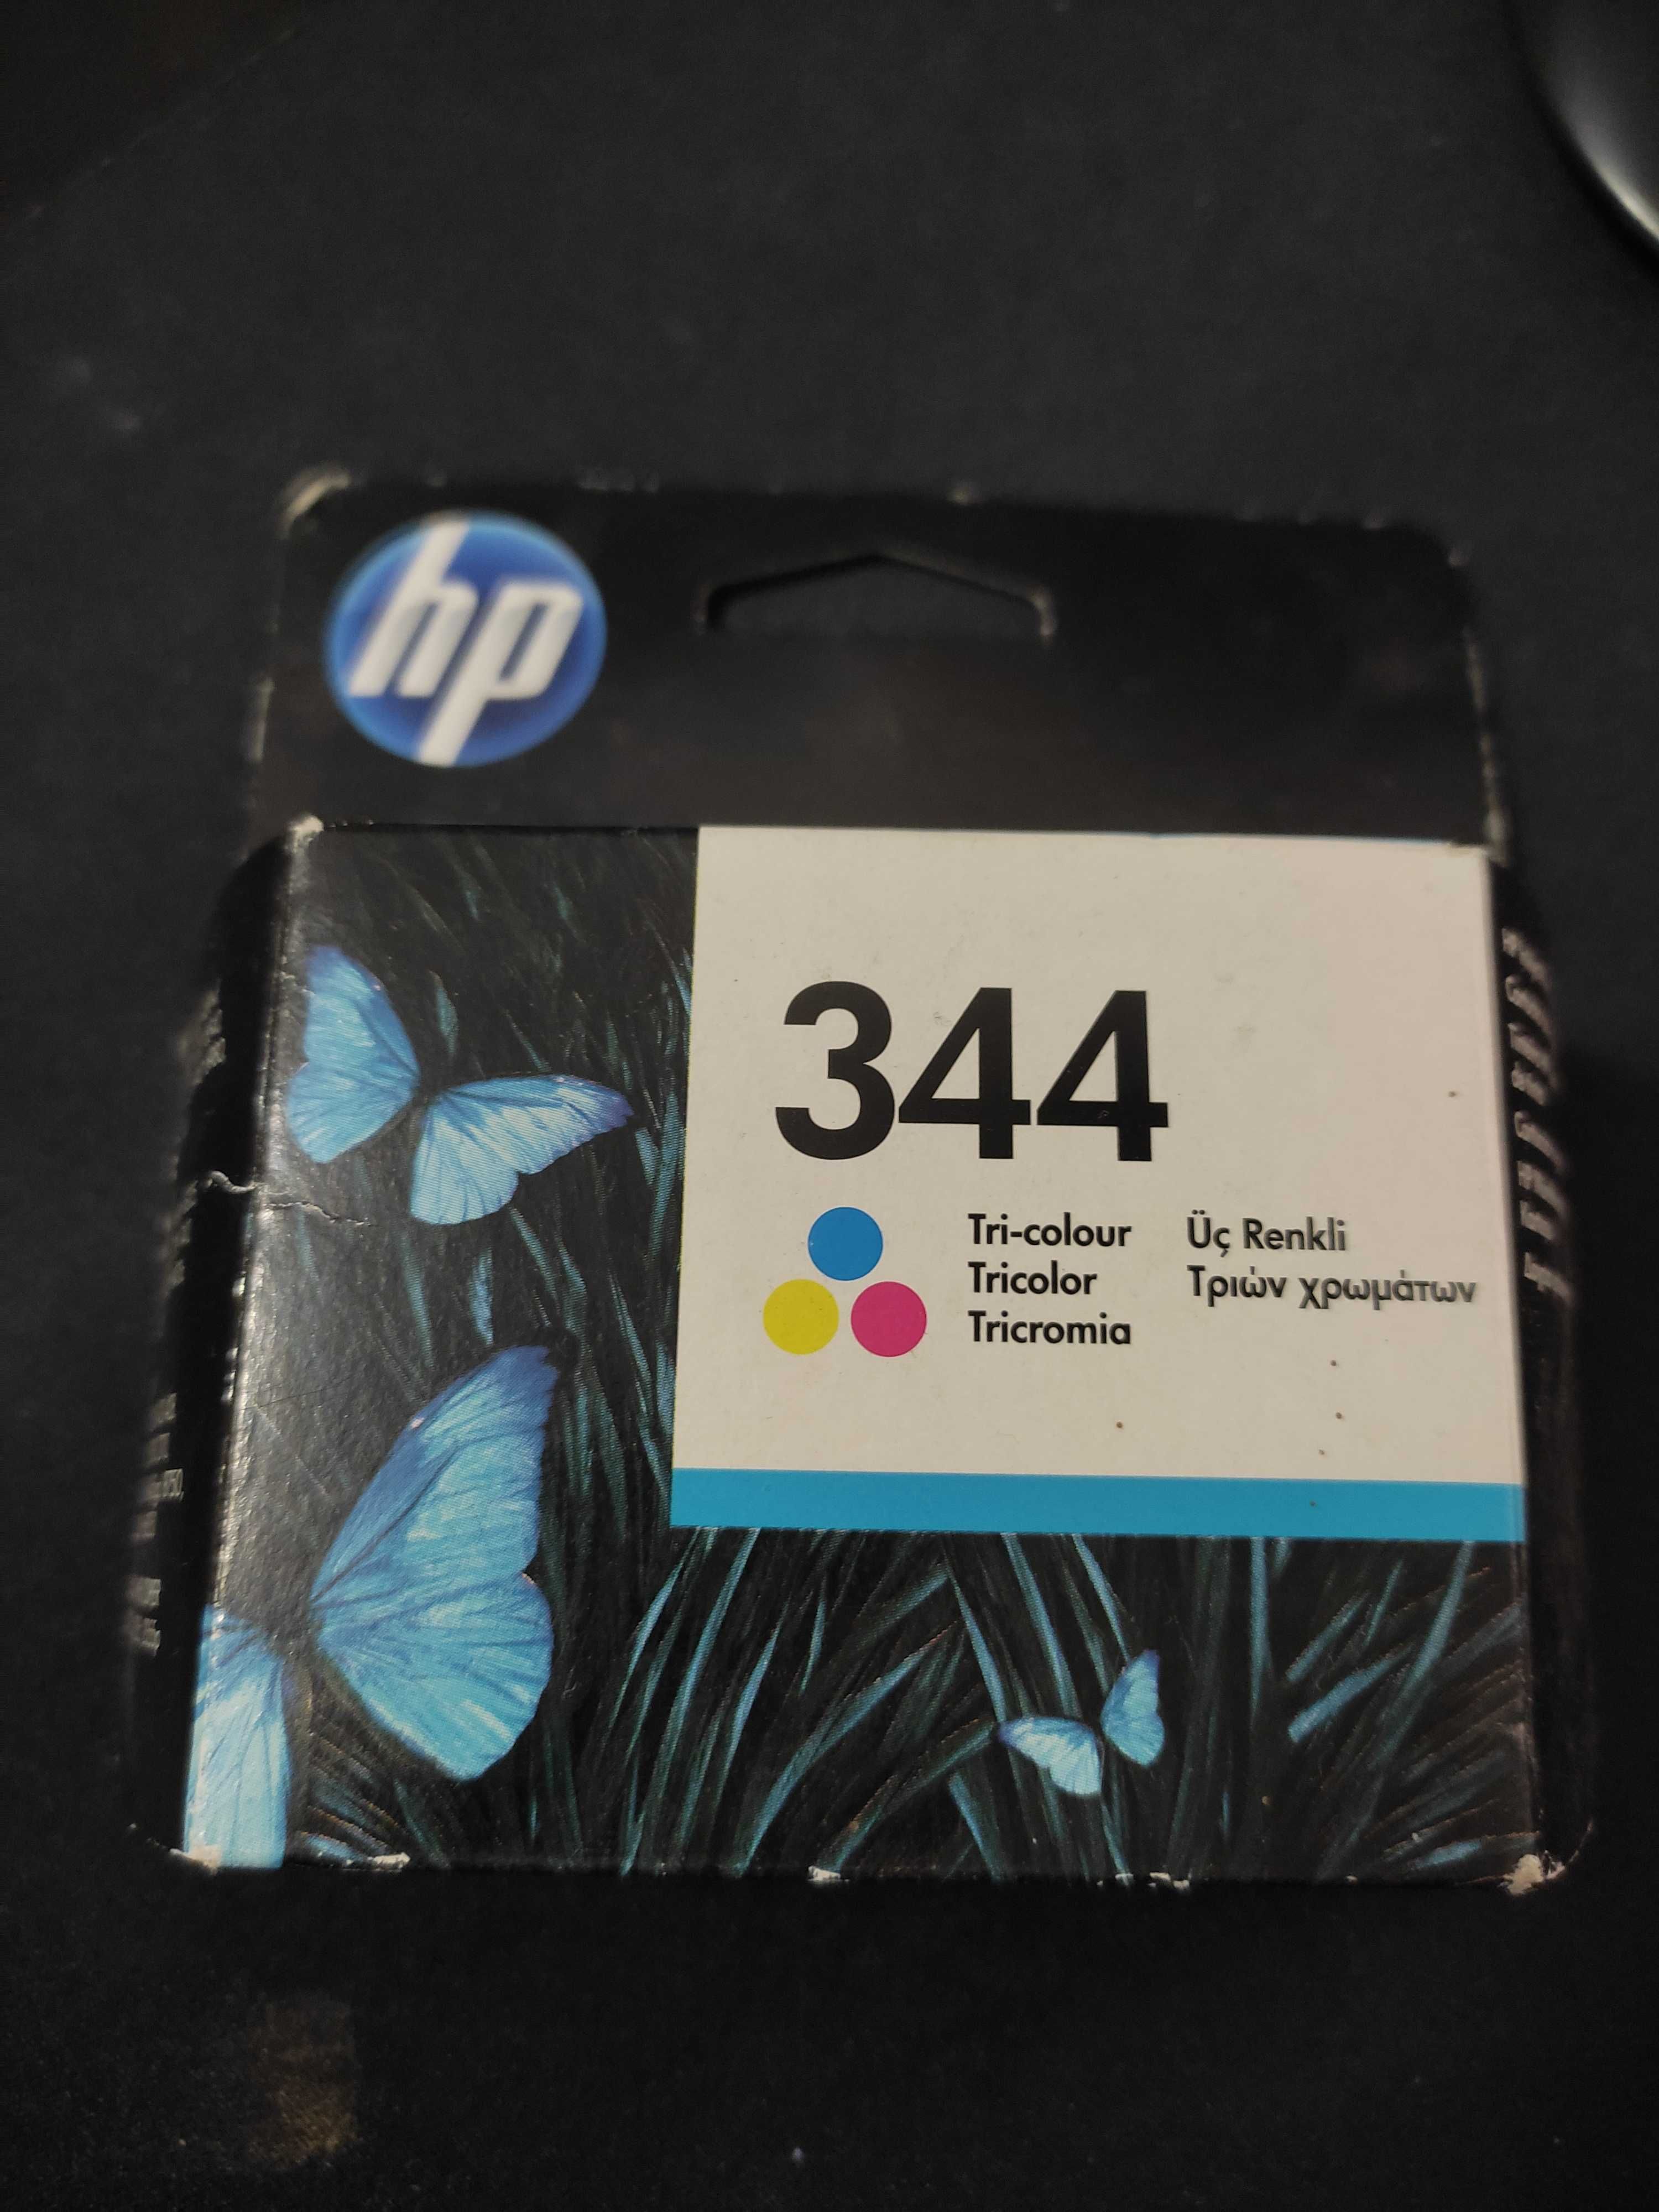 hp
344
Tri-colour
Tricolor
Tricromia
Üç Renkli
Τριών χρωμάτων